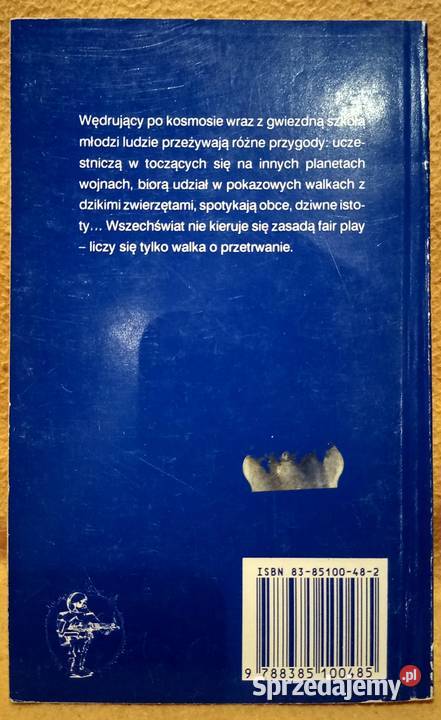 Wędrujący po kosmosie wraz z gwiezdną szkołą
młodzi ludzie przeżywają różne przygody: ucze-
stniczą w toczących się na innych planetach
wojnach, biorą udział w pokazowych walkach z
dzikimi zwierzętami, spotykają obce, dziwne isto-
ty... Wszechświat nie kieruje się zasadą fair play
– liczy się tylko walka o przetrwanie.
ISBN 83-85100-48-2
9 788385 100485
Sprzedajemy.pl